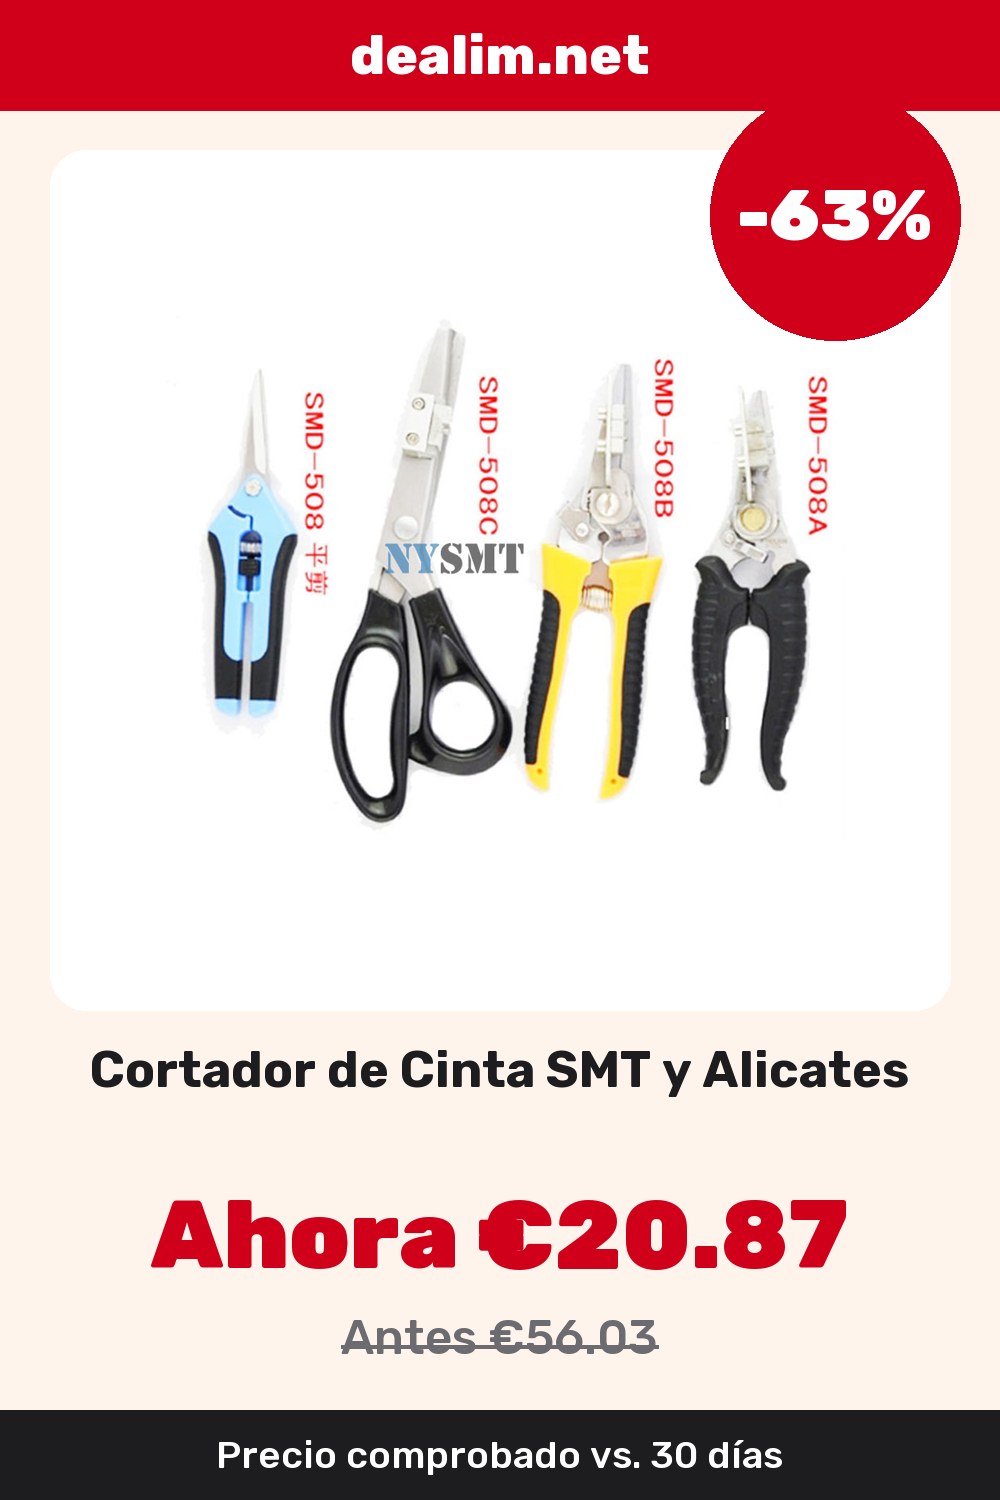 dealim.net
-63%
SMD-508 平剪
SMD-508C
SMD-508B
SMD-508A
NYSMT
Cortador de Cinta SMT y Alicates
Ahora €20.87
Antes €56.03
Precio comprobado vs. 30 días